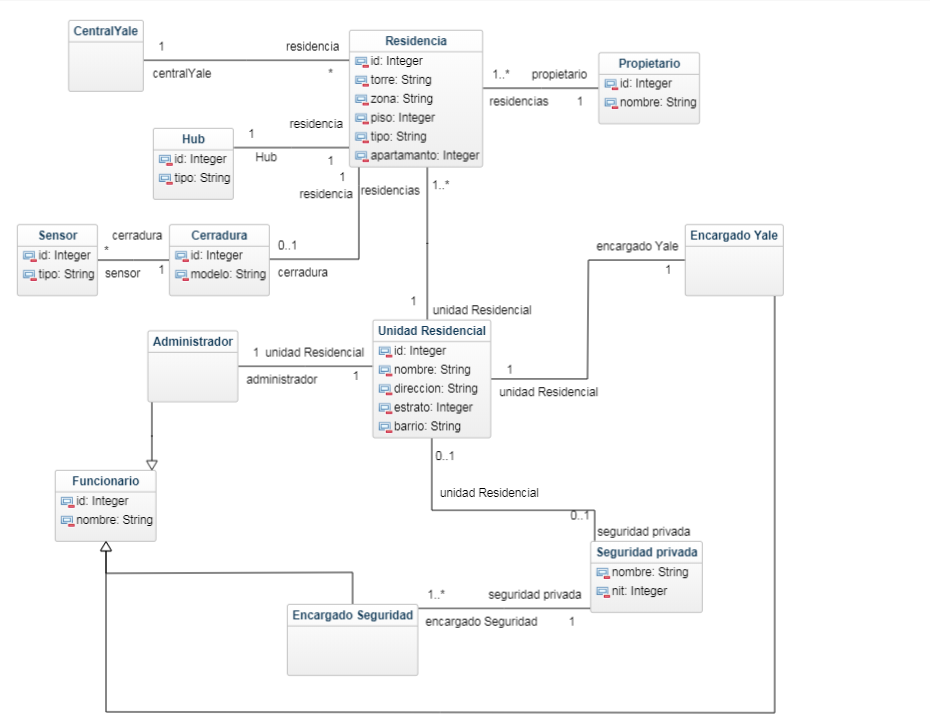 CentralYale
1
residencia
centralYale
*
Residencia
id: Integer
torre: String
zona: String
piso: Integer
tipo: String
apartamanto: Integer
1..*
propietario
residencias
1
Propietario
id: Integer
nombre: String
Hub
id: Integer
tipo: String
1
residencia
Hub
1
1
residencia
residencias
1..*
Sensor
id: Integer
tipo: String
cerradura
*
sensor
1
Cerradura
id: Integer
modelo: String
0..1
cerradura
encargado Yale
1
Encargado Yale
1
unidad Residencial
Administrador
1 unidad Residencial
administrador
1
Unidad Residencial
id: Integer
nombre: String
direccion: String
estrato: Integer
barrio: String
1
unidad Residencial
0..1
unidad Residencial
0..1
seguridad privada
Funcionario
id: Integer
nombre: String
Seguridad privada
nombre: String
nit: Integer
1..*
seguridad privada
encargado Seguridad
1
Encargado Seguridad